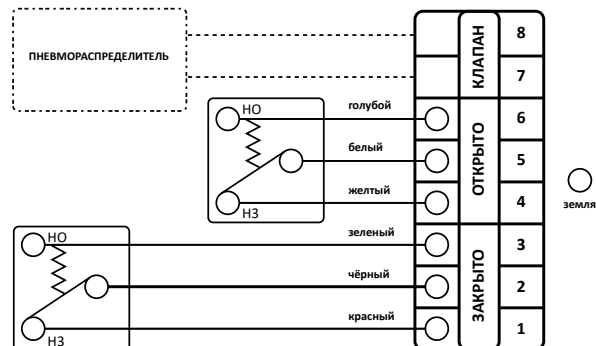 ПНЕВМОРАСПРЕДЕЛИТЕЛЬ
КЛАПАН
8
7
НО
НЗ
голубой
белый
желтый
ОТКРЫТО
6
5
4
земля
НО
НЗ
зеленый
чёрный
красный
ЗАКРЫТО
3
2
1